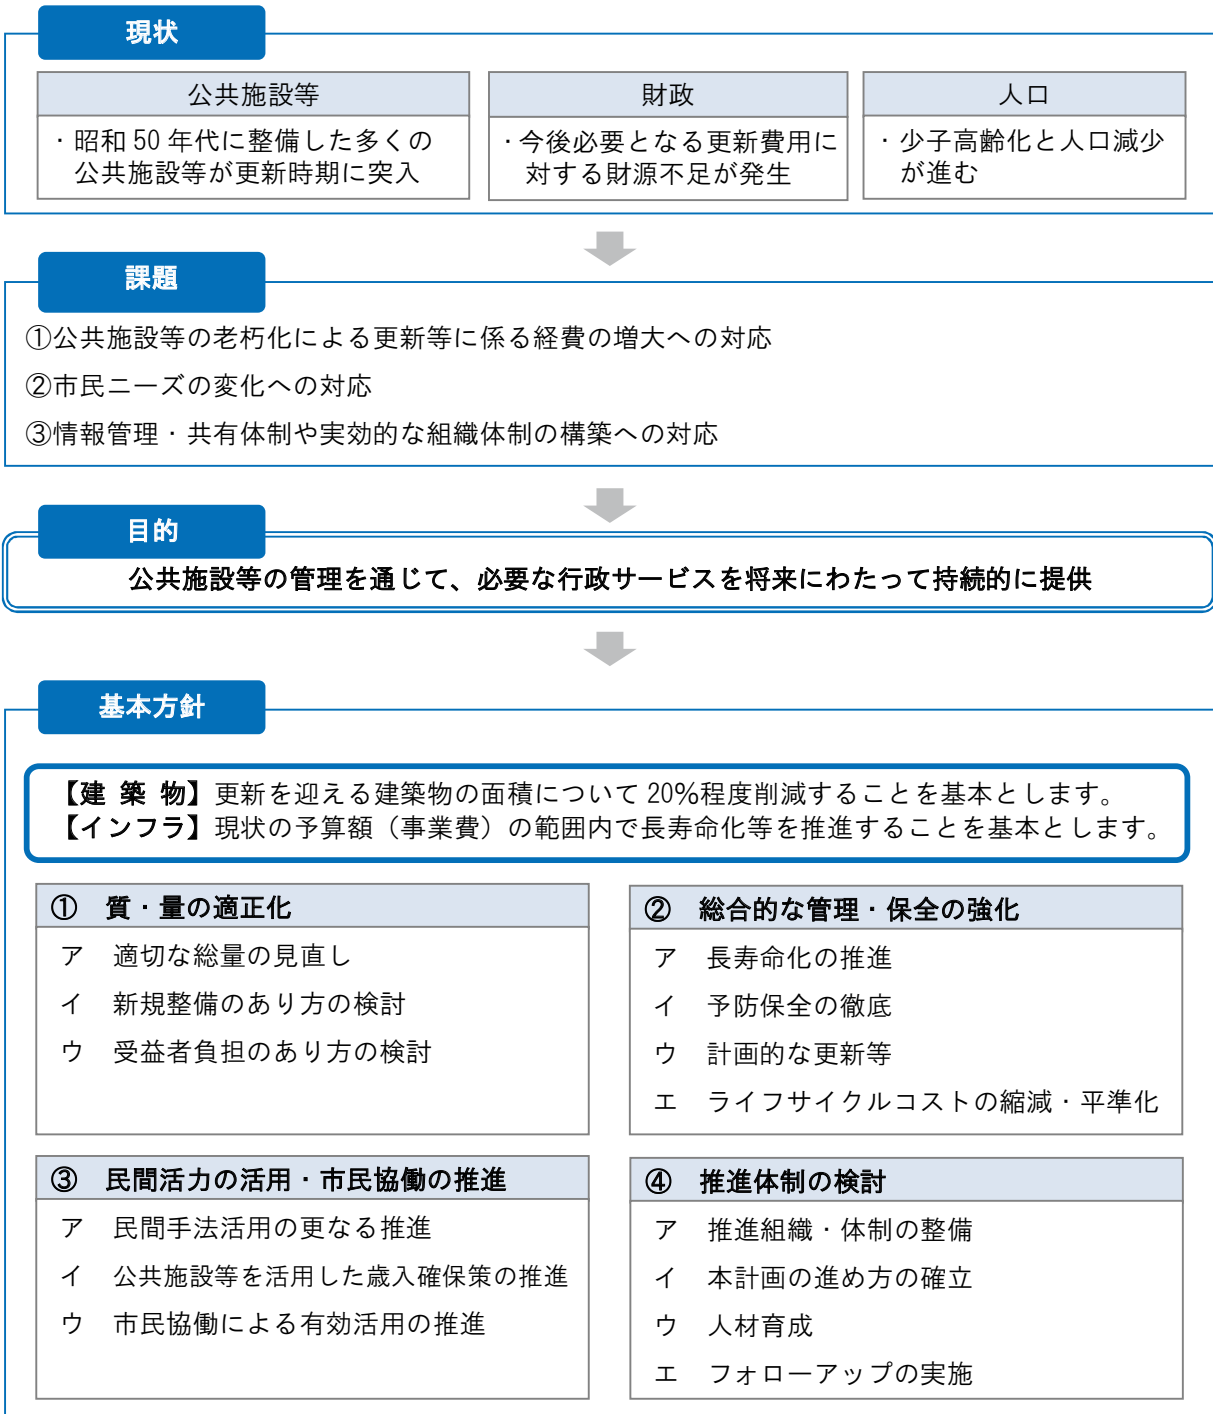 現状
公共施設等
・昭和 50 年代に整備した多くの
公共施設等が更新時期に突入
財政
・今後必要となる更新費用に
対する財源不足が発生
人口
・少子高齢化と人口減少
が進む
課題
①公共施設等の老朽化による更新等に係る経費の増大への対応
②市民ニーズの変化への対応
③情報管理・共有体制や実効的な組織体制の構築への対応
目的
公共施設等の管理を通じて、必要な行政サービスを将来にわたって持続的に提供
基本方針
【建 築 物】更新を迎える建築物の面積について 20%程度削減することを基本とします。
【インフラ】現状の予算額（事業費）の範囲内で長寿命化等を推進することを基本とします。
① 質・量の適正化
ア 適切な総量の見直し
イ 新規整備のあり方の検討
ウ 受益者負担のあり方の検討
② 総合的な管理・保全の強化
ア 長寿命化の推進
イ 予防保全の徹底
ウ 計画的な更新等
エ ライフサイクルコストの縮減・平準化
③ 民間活力の活用・市民協働の推進
ア 民間手法活用の更なる推進
イ 公共施設等を活用した歳入確保策の推進
ウ 市民協働による有効活用の推進
④ 推進体制の検討
ア 推進組織・体制の整備
イ 本計画の進め方の確立
ウ 人材育成
エ フォローアップの実施